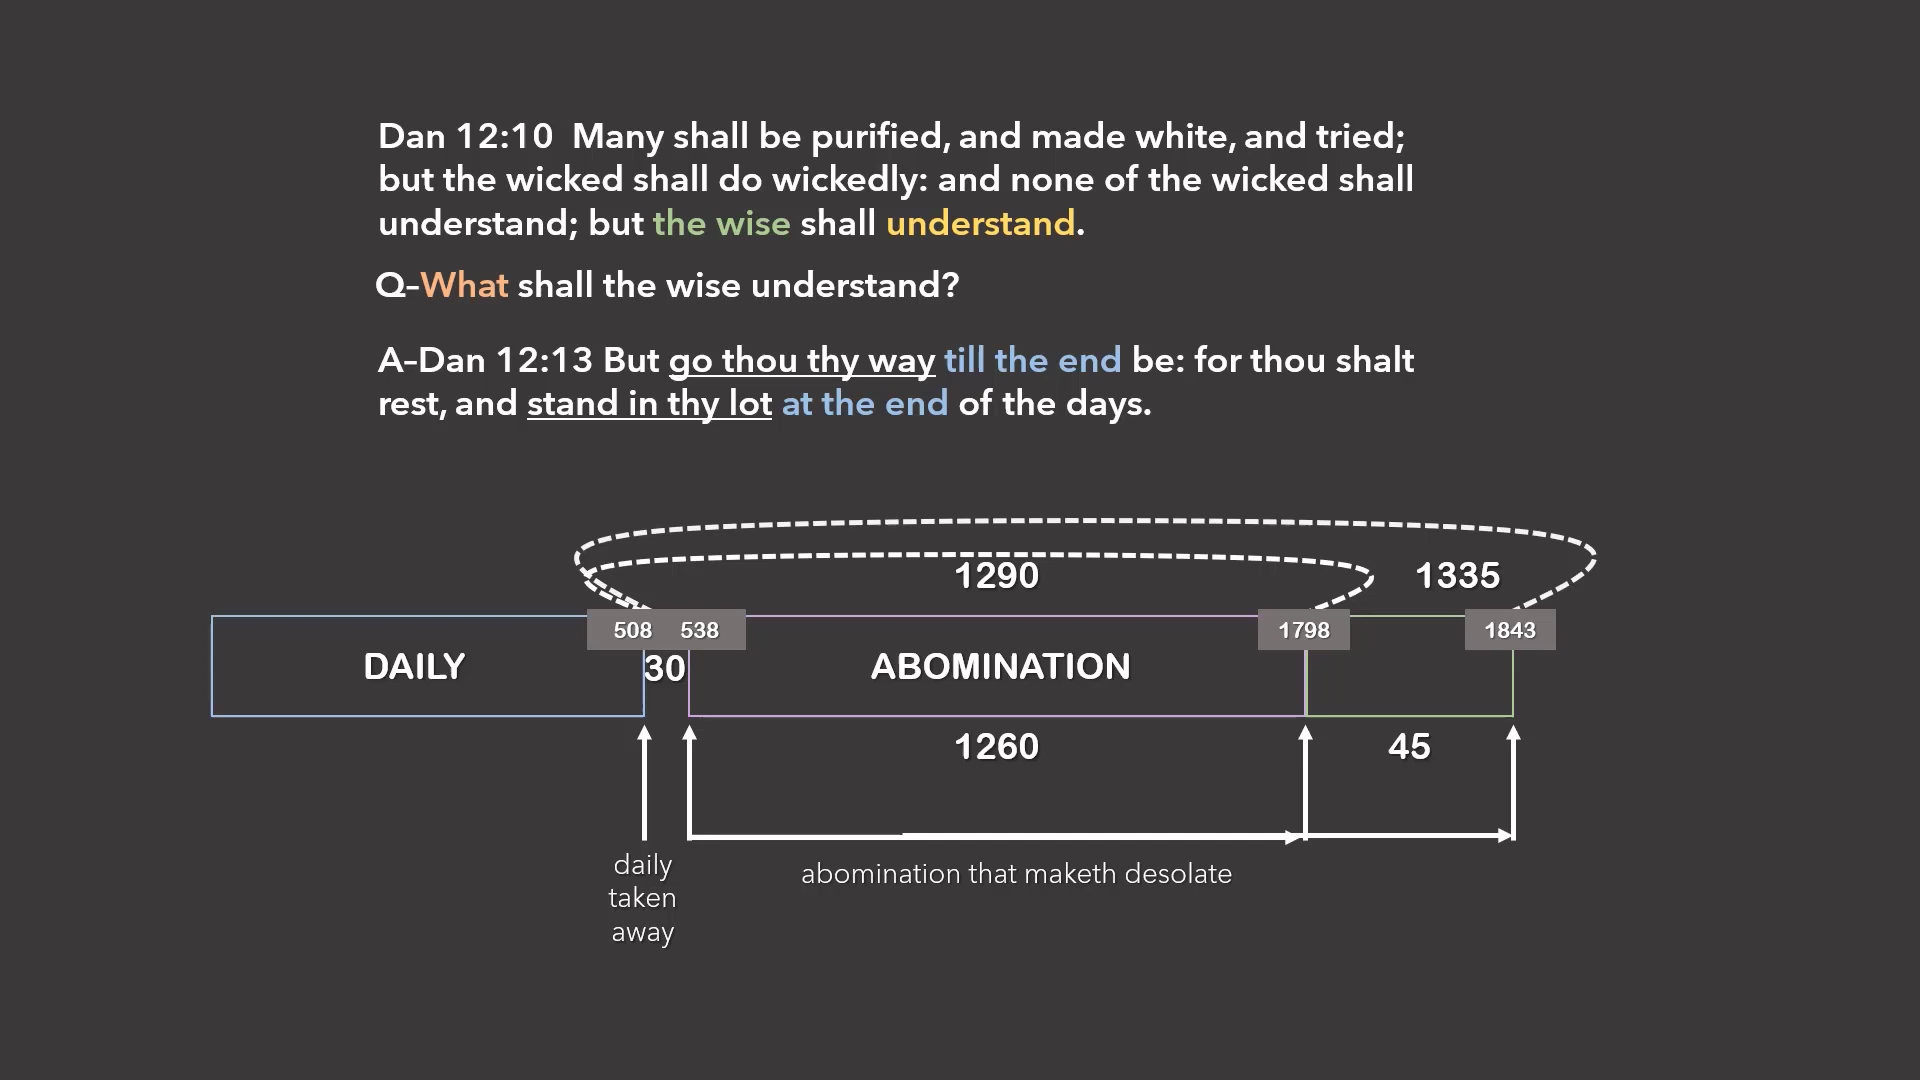 Dan 12:10  Many shall be purified, and made white, and tried;
but the wicked shall do wickedly: and none of the wicked shall
understand; but the wise shall understand.
Q–What shall the wise understand?
A–Dan 12:13 But go thou thy way till the end be: for thou shalt
rest, and stand in thy lot at the end of the days.
1290 1335
508 538 1798 1843
DAILY 30 ABOMINATION
1260 45
daily
taken
away
abomination that maketh desolate